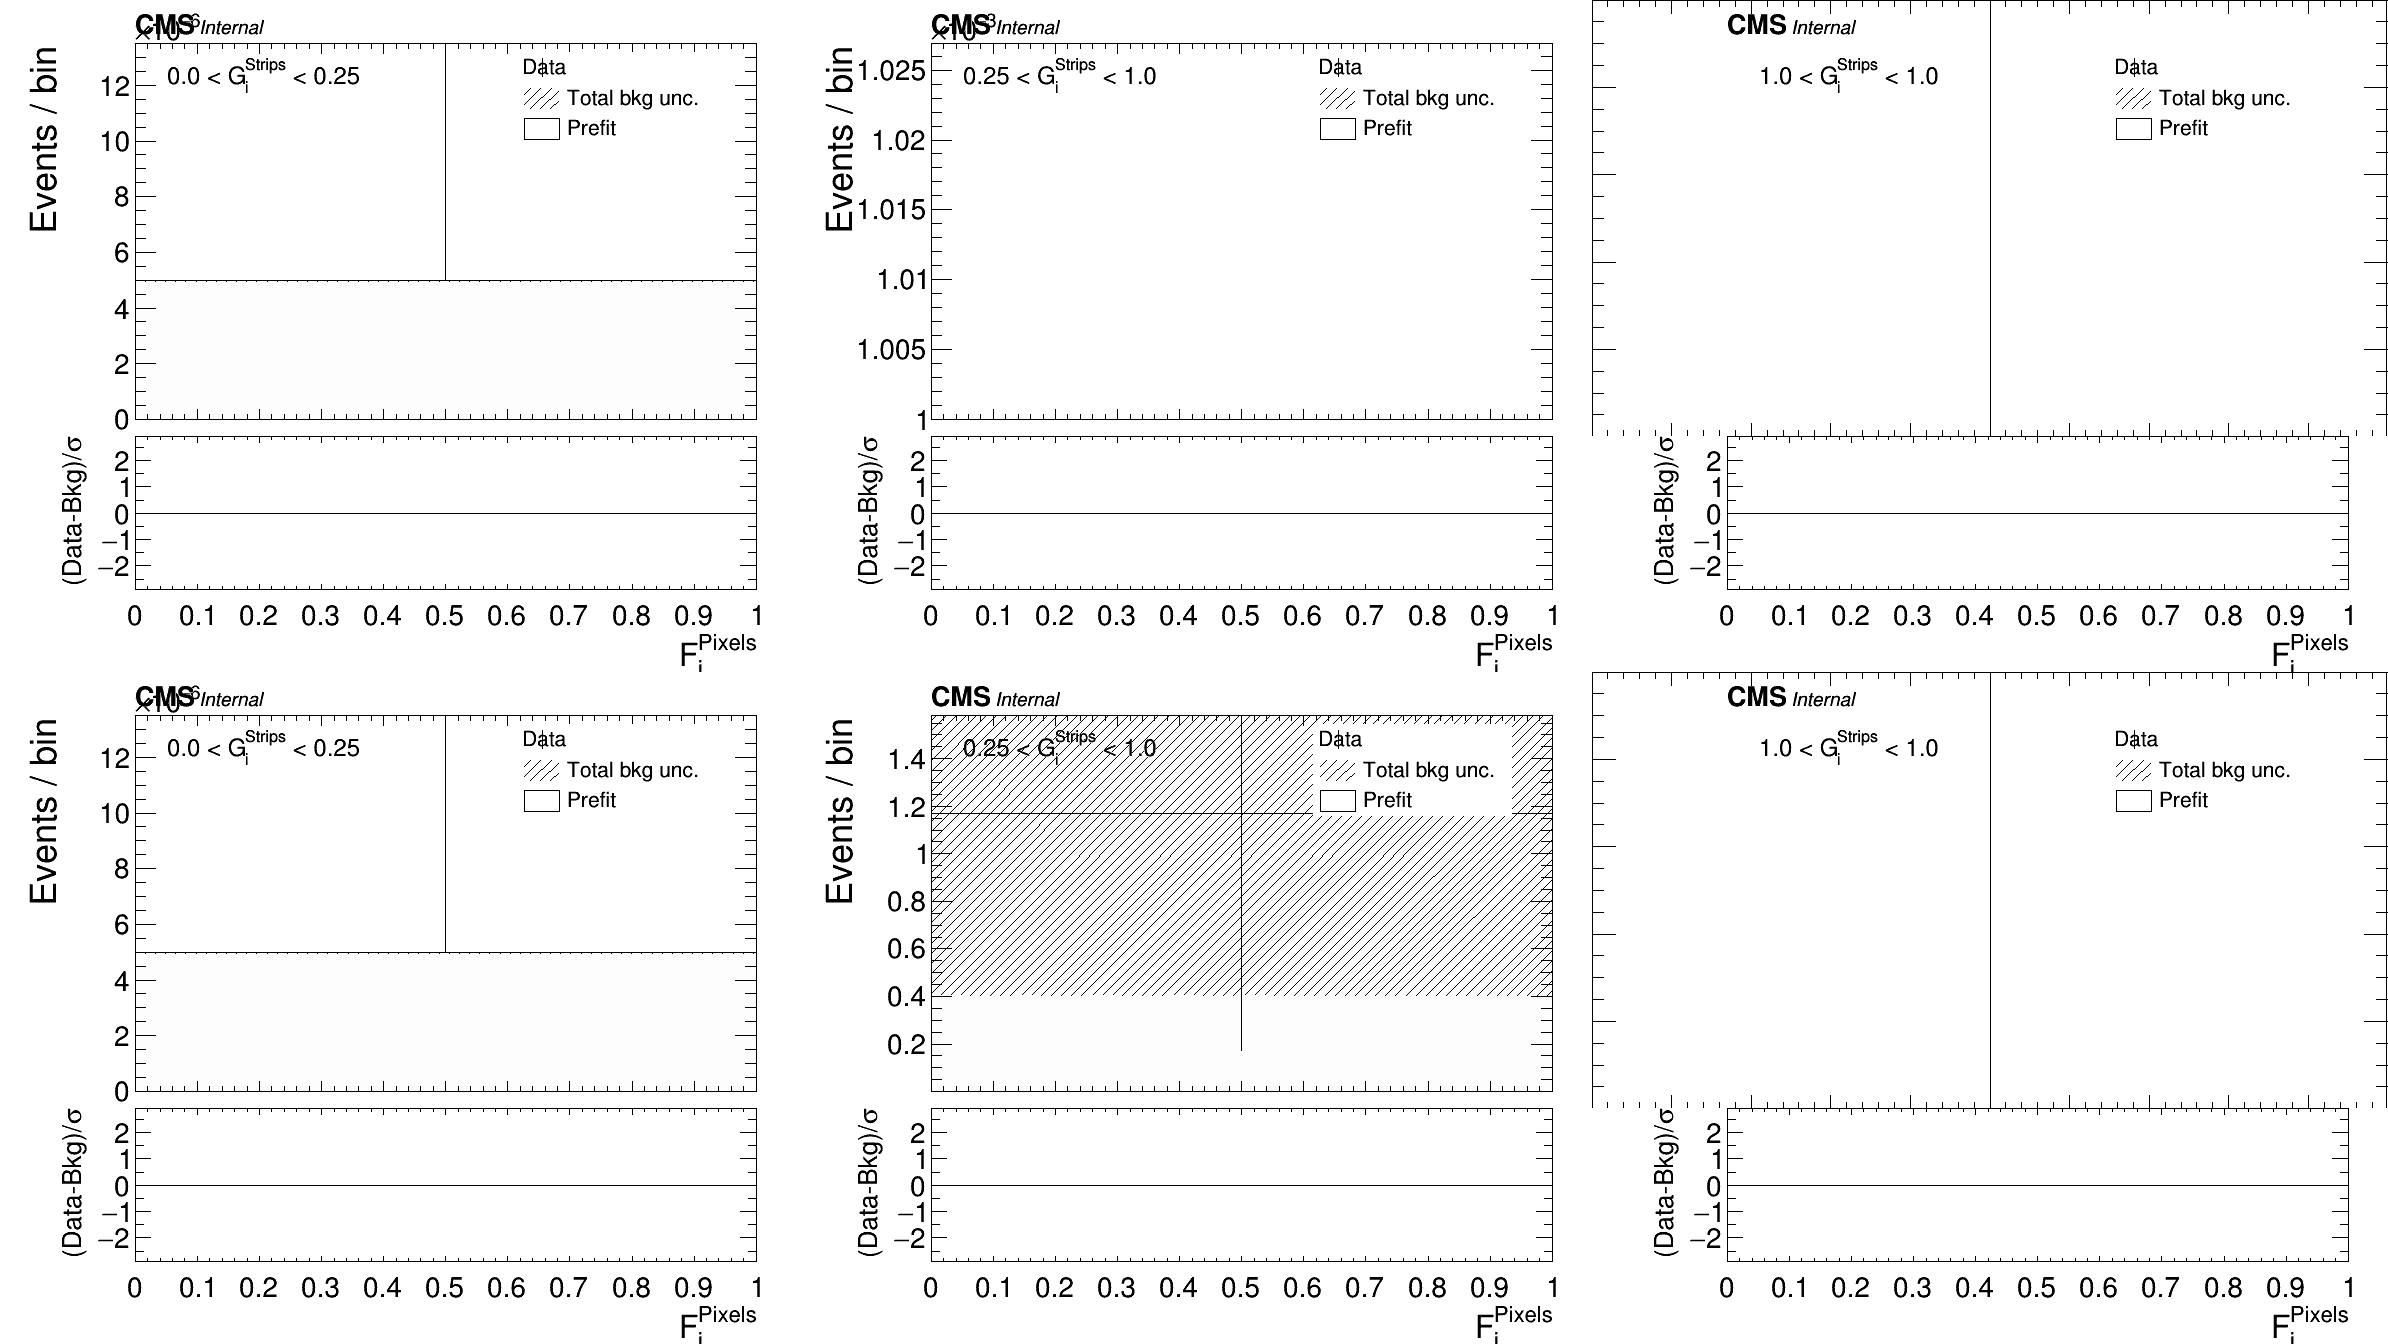 CMS Internal
0.0 < G_i^Strips < 0.25
Data
Total bkg unc.
Prefit
Events / bin
12
10
8
6
4
2
0
(Data-Bkg)/σ
2
1
0
−1
−2
0 0.1 0.2 0.3 0.4 0.5 0.6 0.7 0.8 0.9 1
F_i^Pixels
CMS Internal
0.25 < G_i^Strips < 1.0
Data
Total bkg unc.
Prefit
Events / bin
1.025
1.02
1.015
1.01
1.005
1
(Data-Bkg)/σ
2
1
0
−1
−2
0 0.1 0.2 0.3 0.4 0.5 0.6 0.7 0.8 0.9 1
F_i^Pixels
CMS Internal
1.0 < G_i^Strips < 1.0
Data
Total bkg unc.
Prefit
(Data-Bkg)/σ
2
1
0
−1
−2
0 0.1 0.2 0.3 0.4 0.5 0.6 0.7 0.8 0.9 1
F_i^Pixels
CMS Internal
0.0 < G_i^Strips < 0.25
Data
Total bkg unc.
Prefit
Events / bin
12
10
8
6
4
2
0
(Data-Bkg)/σ
2
1
0
−1
−2
0 0.1 0.2 0.3 0.4 0.5 0.6 0.7 0.8 0.9 1
F_i^Pixels
CMS Internal
0.25 < G_i^Strips < 1.0
Data
Total bkg unc.
Prefit
Events / bin
1.4
1.2
1
0.8
0.6
0.4
0.2
(Data-Bkg)/σ
2
1
0
−1
−2
0 0.1 0.2 0.3 0.4 0.5 0.6 0.7 0.8 0.9 1
F_i^Pixels
CMS Internal
1.0 < G_i^Strips < 1.0
Data
Total bkg unc.
Prefit
(Data-Bkg)/σ
2
1
0
−1
−2
0 0.1 0.2 0.3 0.4 0.5 0.6 0.7 0.8 0.9 1
F_i^Pixels